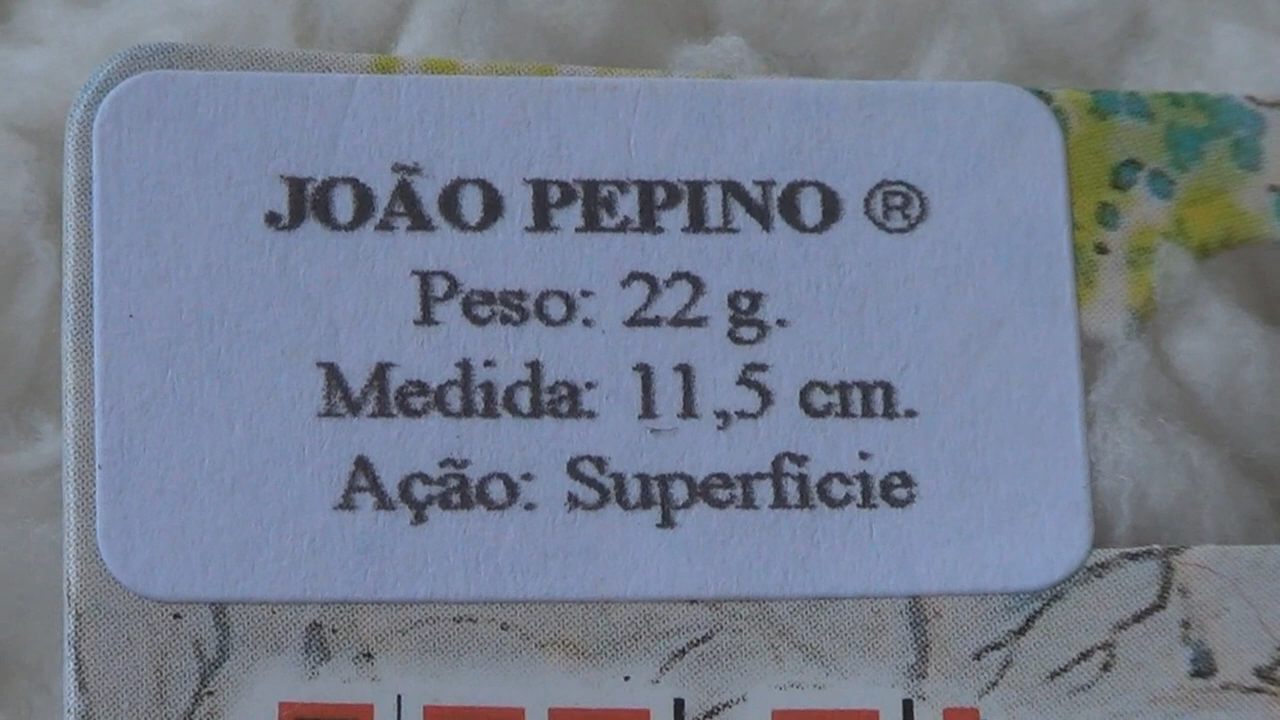 JOÃO PEPINO ®
Peso: 22 g.
Medida: 11,5 cm.
Ação: Superficie